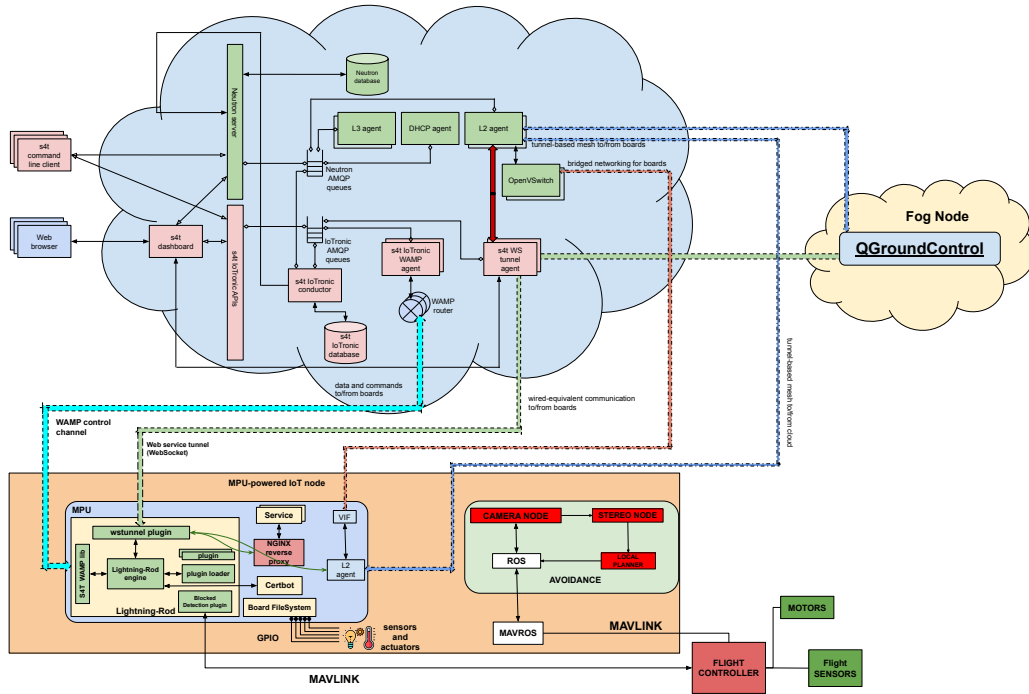 Neutron
database
Neutron server
L3 agent
DHCP agent
L2 agent
tunnel-based mesh to/from boards
s4t
command
line client
bridged networking for boards
OpenVSwitch
Neutron
AMQP
queues
Fog Node
QGroundControl
Web
browser
s4t
dashboard
s4t IoTronic APIs
IoTronic
AMQP
queues
s4t IoTronic
WAMP
agent
s4t WS
tunnel
agent
s4t IoTronic
conductor
WAMP
router
s4t
IoTronic
database
tunnel-based mesh to/from cloud
data and commands
to/from boards
wired-equivalent communication
to/from boards
WAMP control
channel
Web service tunnel
(WebSocket)
MPU-powered IoT node
MPU
Service
VIF
CAMERA NODE
STEREO NODE
wstunnel plugin
NGINX
reverse
proxy
S4T WAMP lib
plugin
Lightning-Rod
engine
plugin loader
L2
agent
ROS
LOCAL
PLANNER
AVOIDANCE
Certbot
Blocked
Detection plugin
Lightning-Rod
Board FileSystem
GPIO
sensors
and
actuators
MAVROS
MAVLINK
MOTORS
FLIGHT
CONTROLLER
Flight
SENSORS
MAVLINK